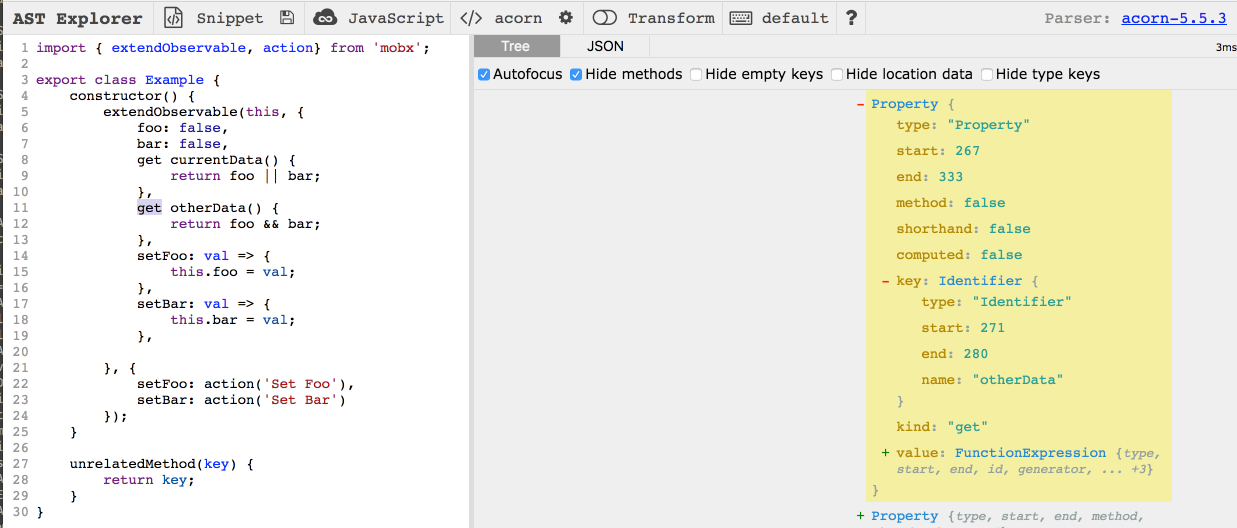 AST Explorer Snippet JavaScript </> acorn Transform default ? Parser: acorn-5.5.3
Tree JSON 3ms
Autofocus Hide methods Hide empty keys Hide location data Hide type keys
1 import { extendObservable, action} from 'mobx';
2
3 export class Example {
4 constructor() {
5 extendObservable(this, {
6 foo: false,
7 bar: false,
8 get currentData() {
9 return foo || bar;
10 },
11 get otherData() {
12 return foo && bar;
13 },
14 setFoo: val => {
15 this.foo = val;
16 },
17 setBar: val => {
18 this.bar = val;
19 },
20
21 }, {
22 setFoo: action('Set Foo'),
23 setBar: action('Set Bar')
24 });
25 }
26
27 unrelatedMethod(key) {
28 return key;
29 }
30 }
- Property {
type: "Property"
start: 267
end: 333
method: false
shorthand: false
computed: false
- key: Identifier {
type: "Identifier"
start: 271
end: 280
name: "otherData"
}
kind: "get"
+ value: FunctionExpression {type,
start, end, id, generator, ... +3}
}
+ Property {type, start, end, method,